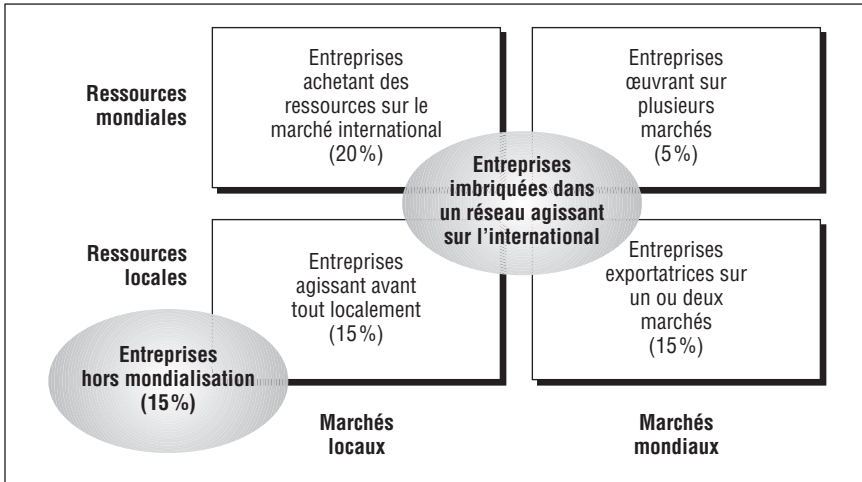 Ressources
mondiales
Entreprises
achetant des
ressources sur le
marché international
(20%)
Entreprises
œuvrant sur
plusieurs
marchés
(5%)
Entreprises
imbriquées dans
un réseau agissant
sur l’international
Ressources
locales
Entreprises
agissant avant
tout localement
(15%)
Entreprises
exportatrices sur
un ou deux
marchés
(15%)
Entreprises
hors mondialisation
(15%)
Marchés
locaux
Marchés
mondiaux